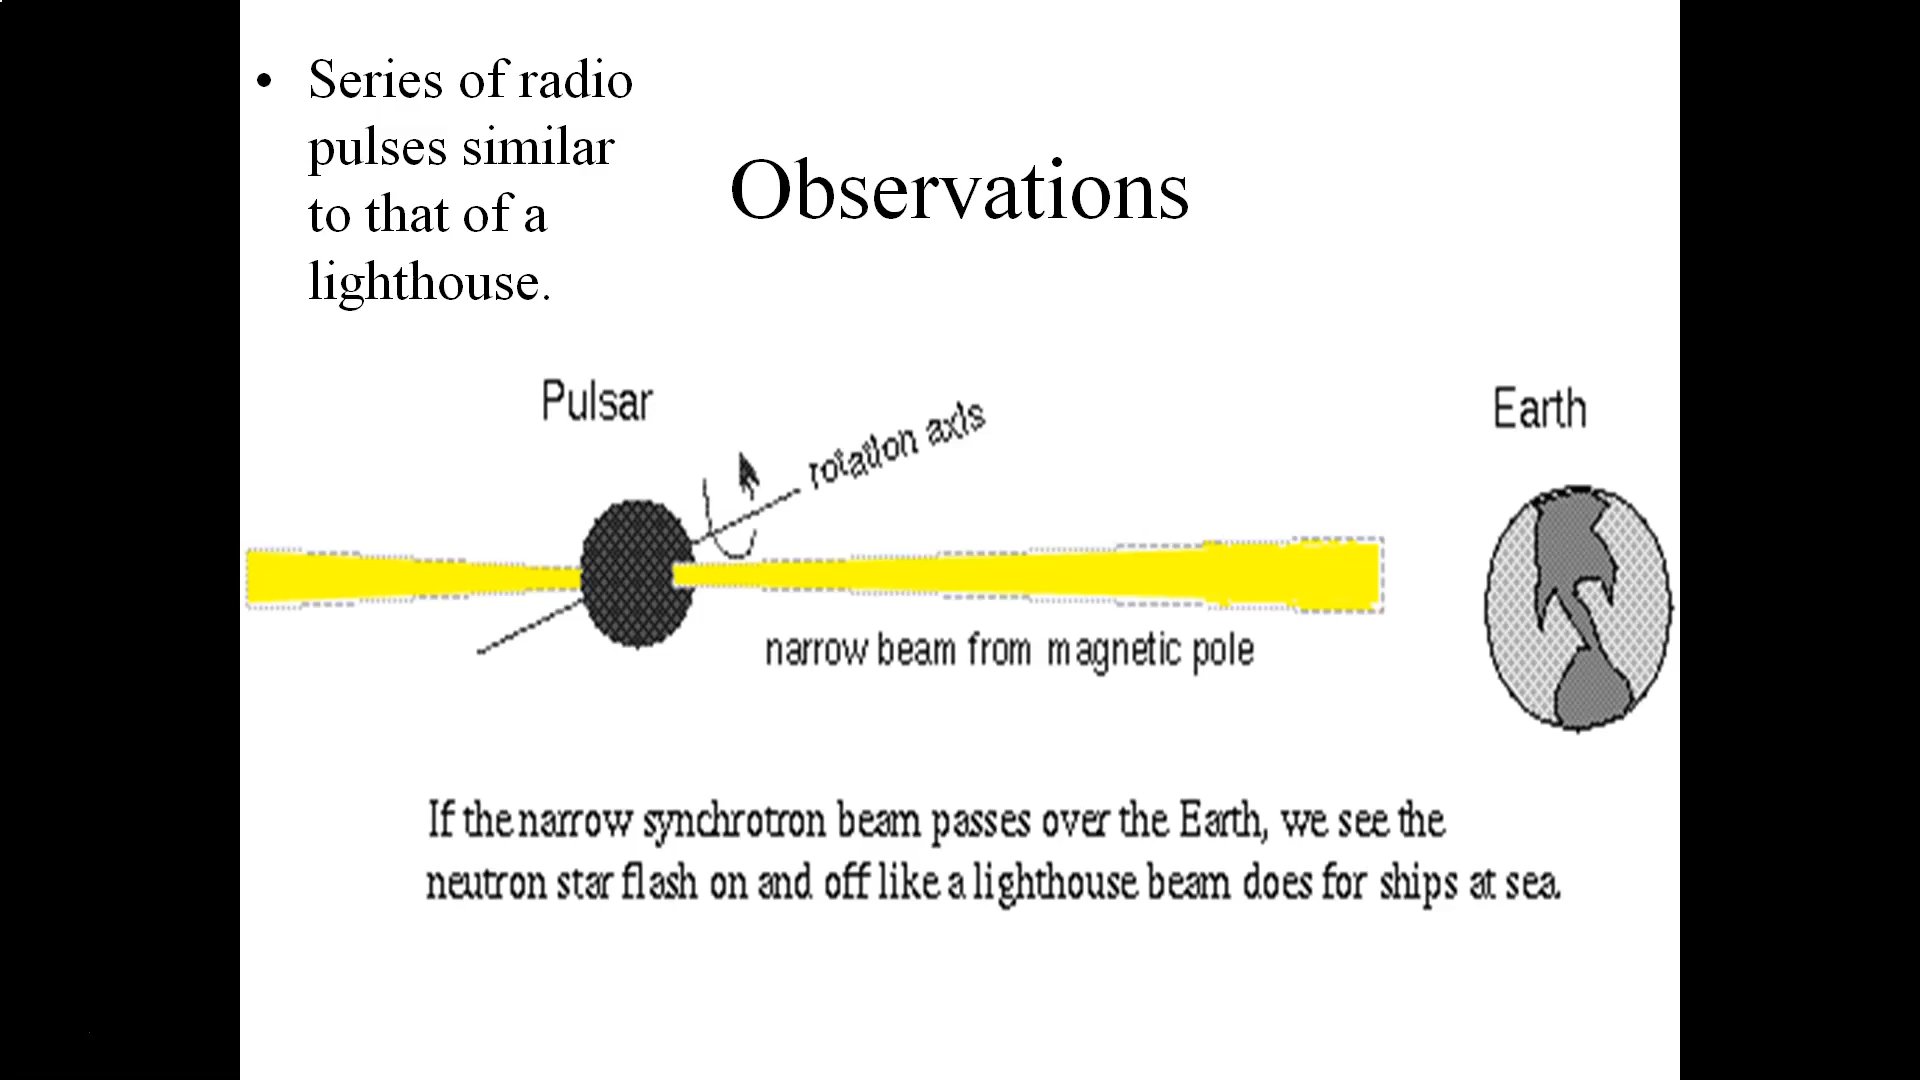 • Series of radio
pulses similar
to that of a
lighthouse.
Observations
Pulsar
rotation axis
Earth
narrow beam from magnetic pole
If the narrow synchrotron beam passes over the Earth, we see the
neutron star flash on and off like a lighthouse beam does for ships at sea.